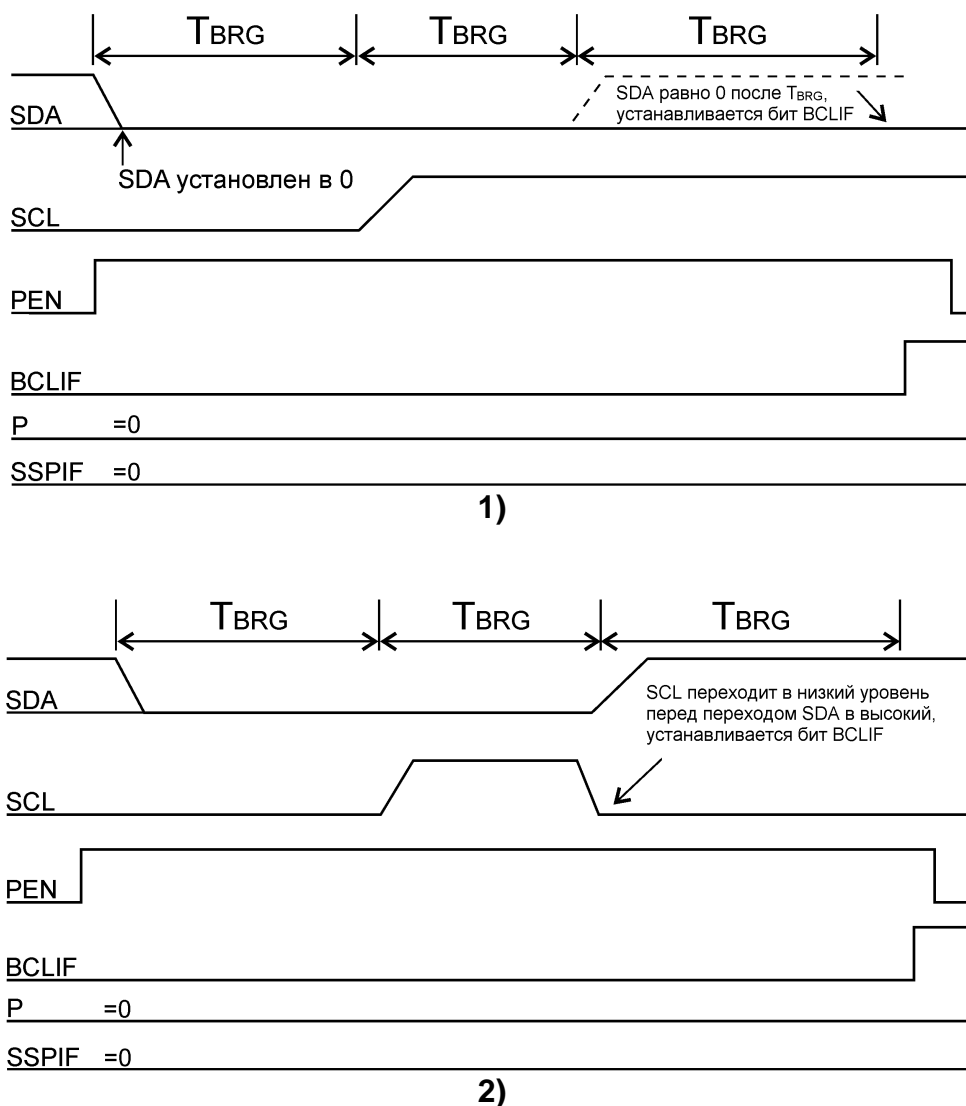 TBRG TBRG TBRG
SDA
SDA равно 0 после TBRG,
устанавливается бит BCLIF
SDA установлен в 0
SCL
PEN
BCLIF
P =0
SSPIF =0
1)
TBRG TBRG TBRG
SDA
SCL переходит в низкий уровень
перед переходом SDA в высокий,
устанавливается бит BCLIF
SCL
PEN
BCLIF
P =0
SSPIF =0
2)